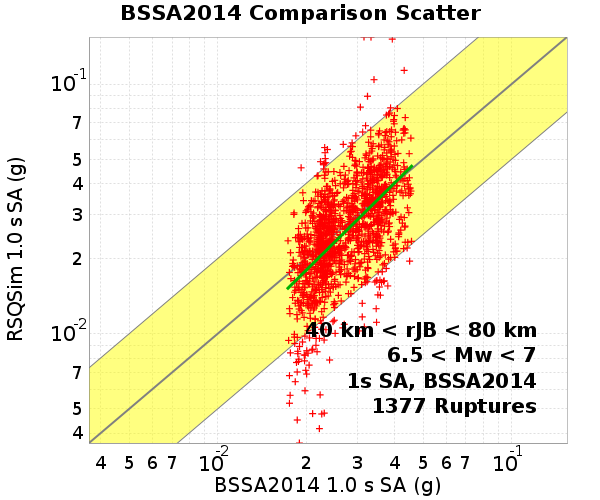 BSSA2014 Comparison Scatter
RSQSim 1.0 s SA (g)
10-1
7
5
4
3
2
10-2
7
5
4
40 km < rJB < 80 km
6.5 < Mw < 7
1s SA, BSSA2014
1377 Ruptures
4 5 6 7 10-2 2 3 4 5 6 7 10-1
BSSA2014 1.0 s SA (g)